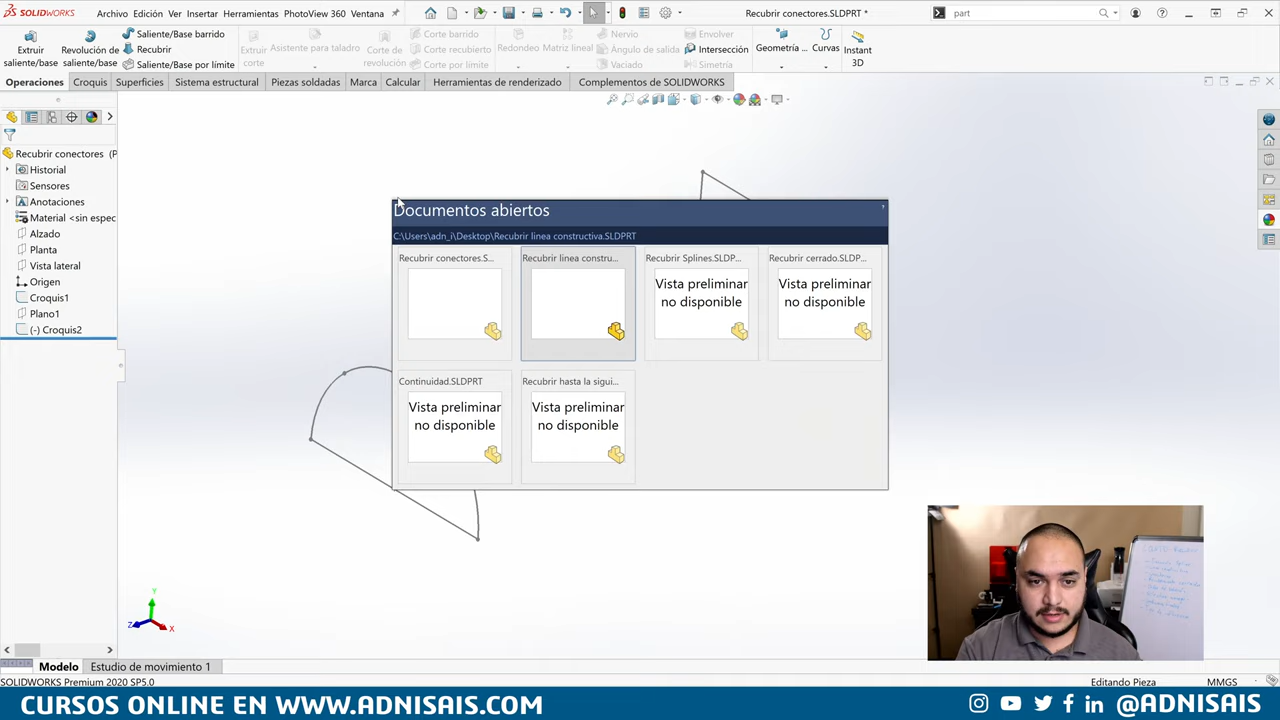 SOLIDWORKS Archivo Edición Ver Insertar Herramientas PhotoView 360 Ventana
Recubrir conectores.SLDPRT *
part
Extruir saliente/base
Revolución de saliente/base
Saliente/Base barrido
Recubrir
Saliente/Base por límite
Extruir corte
Asistente para taladro
Corte de revolución
Corte barrido
Corte recubierto
Corte por límite
Redondeo
Matriz lineal
Nervio
Ángulo de salida
Vaciado
Envolver
Intersección
Simetría
Geometría ...
Curvas
Instant 3D
Operaciones Croquis Superficies Sistema estructural Piezas soldadas Marca Calcular Herramientas de renderizado Complementos de SOLIDWORKS
Recubrir conectores (P
Historial
Sensores
Anotaciones
Material <sin espec
Alzado
Planta
Vista lateral
Origen
Croquis1
Plano1
(-) Croquis2
Documentos abiertos
C:\Users\adn_i\Desktop\Recubrir linea constructiva.SLDPRT
Recubrir conectores.S...
Recubrir linea constru...
Recubrir Splines.SLDP...
Recubrir cerrado.SLDP...
Vista preliminar no disponible
Vista preliminar no disponible
Continuidad.SLDPRT
Recubrir hasta la sigui...
Vista preliminar no disponible
Vista preliminar no disponible
Y
Z
X
Modelo Estudio de movimiento 1
SOLIDWORKS Premium 2020 SP5.0
Editando Pieza
MMGS
CURSOS ONLINE EN WWW.ADNISAIS.COM
@ADNISAIS